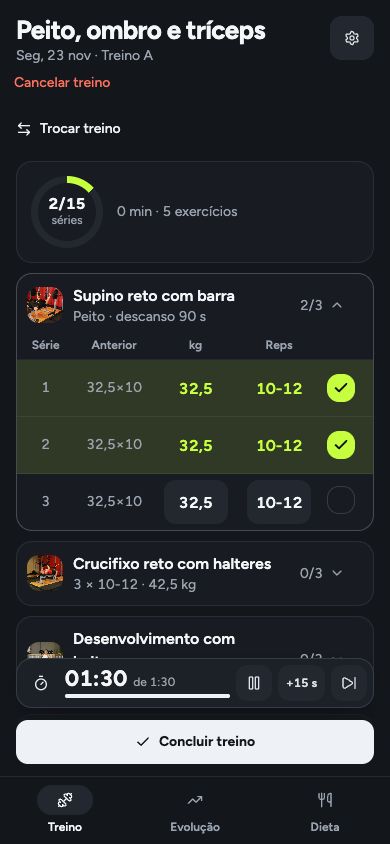 Peito, ombro e tríceps
Seg, 23 nov · Treino A
Cancelar treino
Trocar treino
2/15
séries
0 min · 5 exercícios
Supino reto com barra
Peito · descanso 90 s
2/3
Série Anterior kg Reps
1 32,5×10 32,5 10-12
2 32,5×10 32,5 10-12
3 32,5×10 32,5 10-12
Crucifixo reto com halteres
3 × 10-12 · 42,5 kg
0/3
Desenvolvimento com
01:30 de 1:30
+15 s
Concluir treino
Treino Evolução Dieta